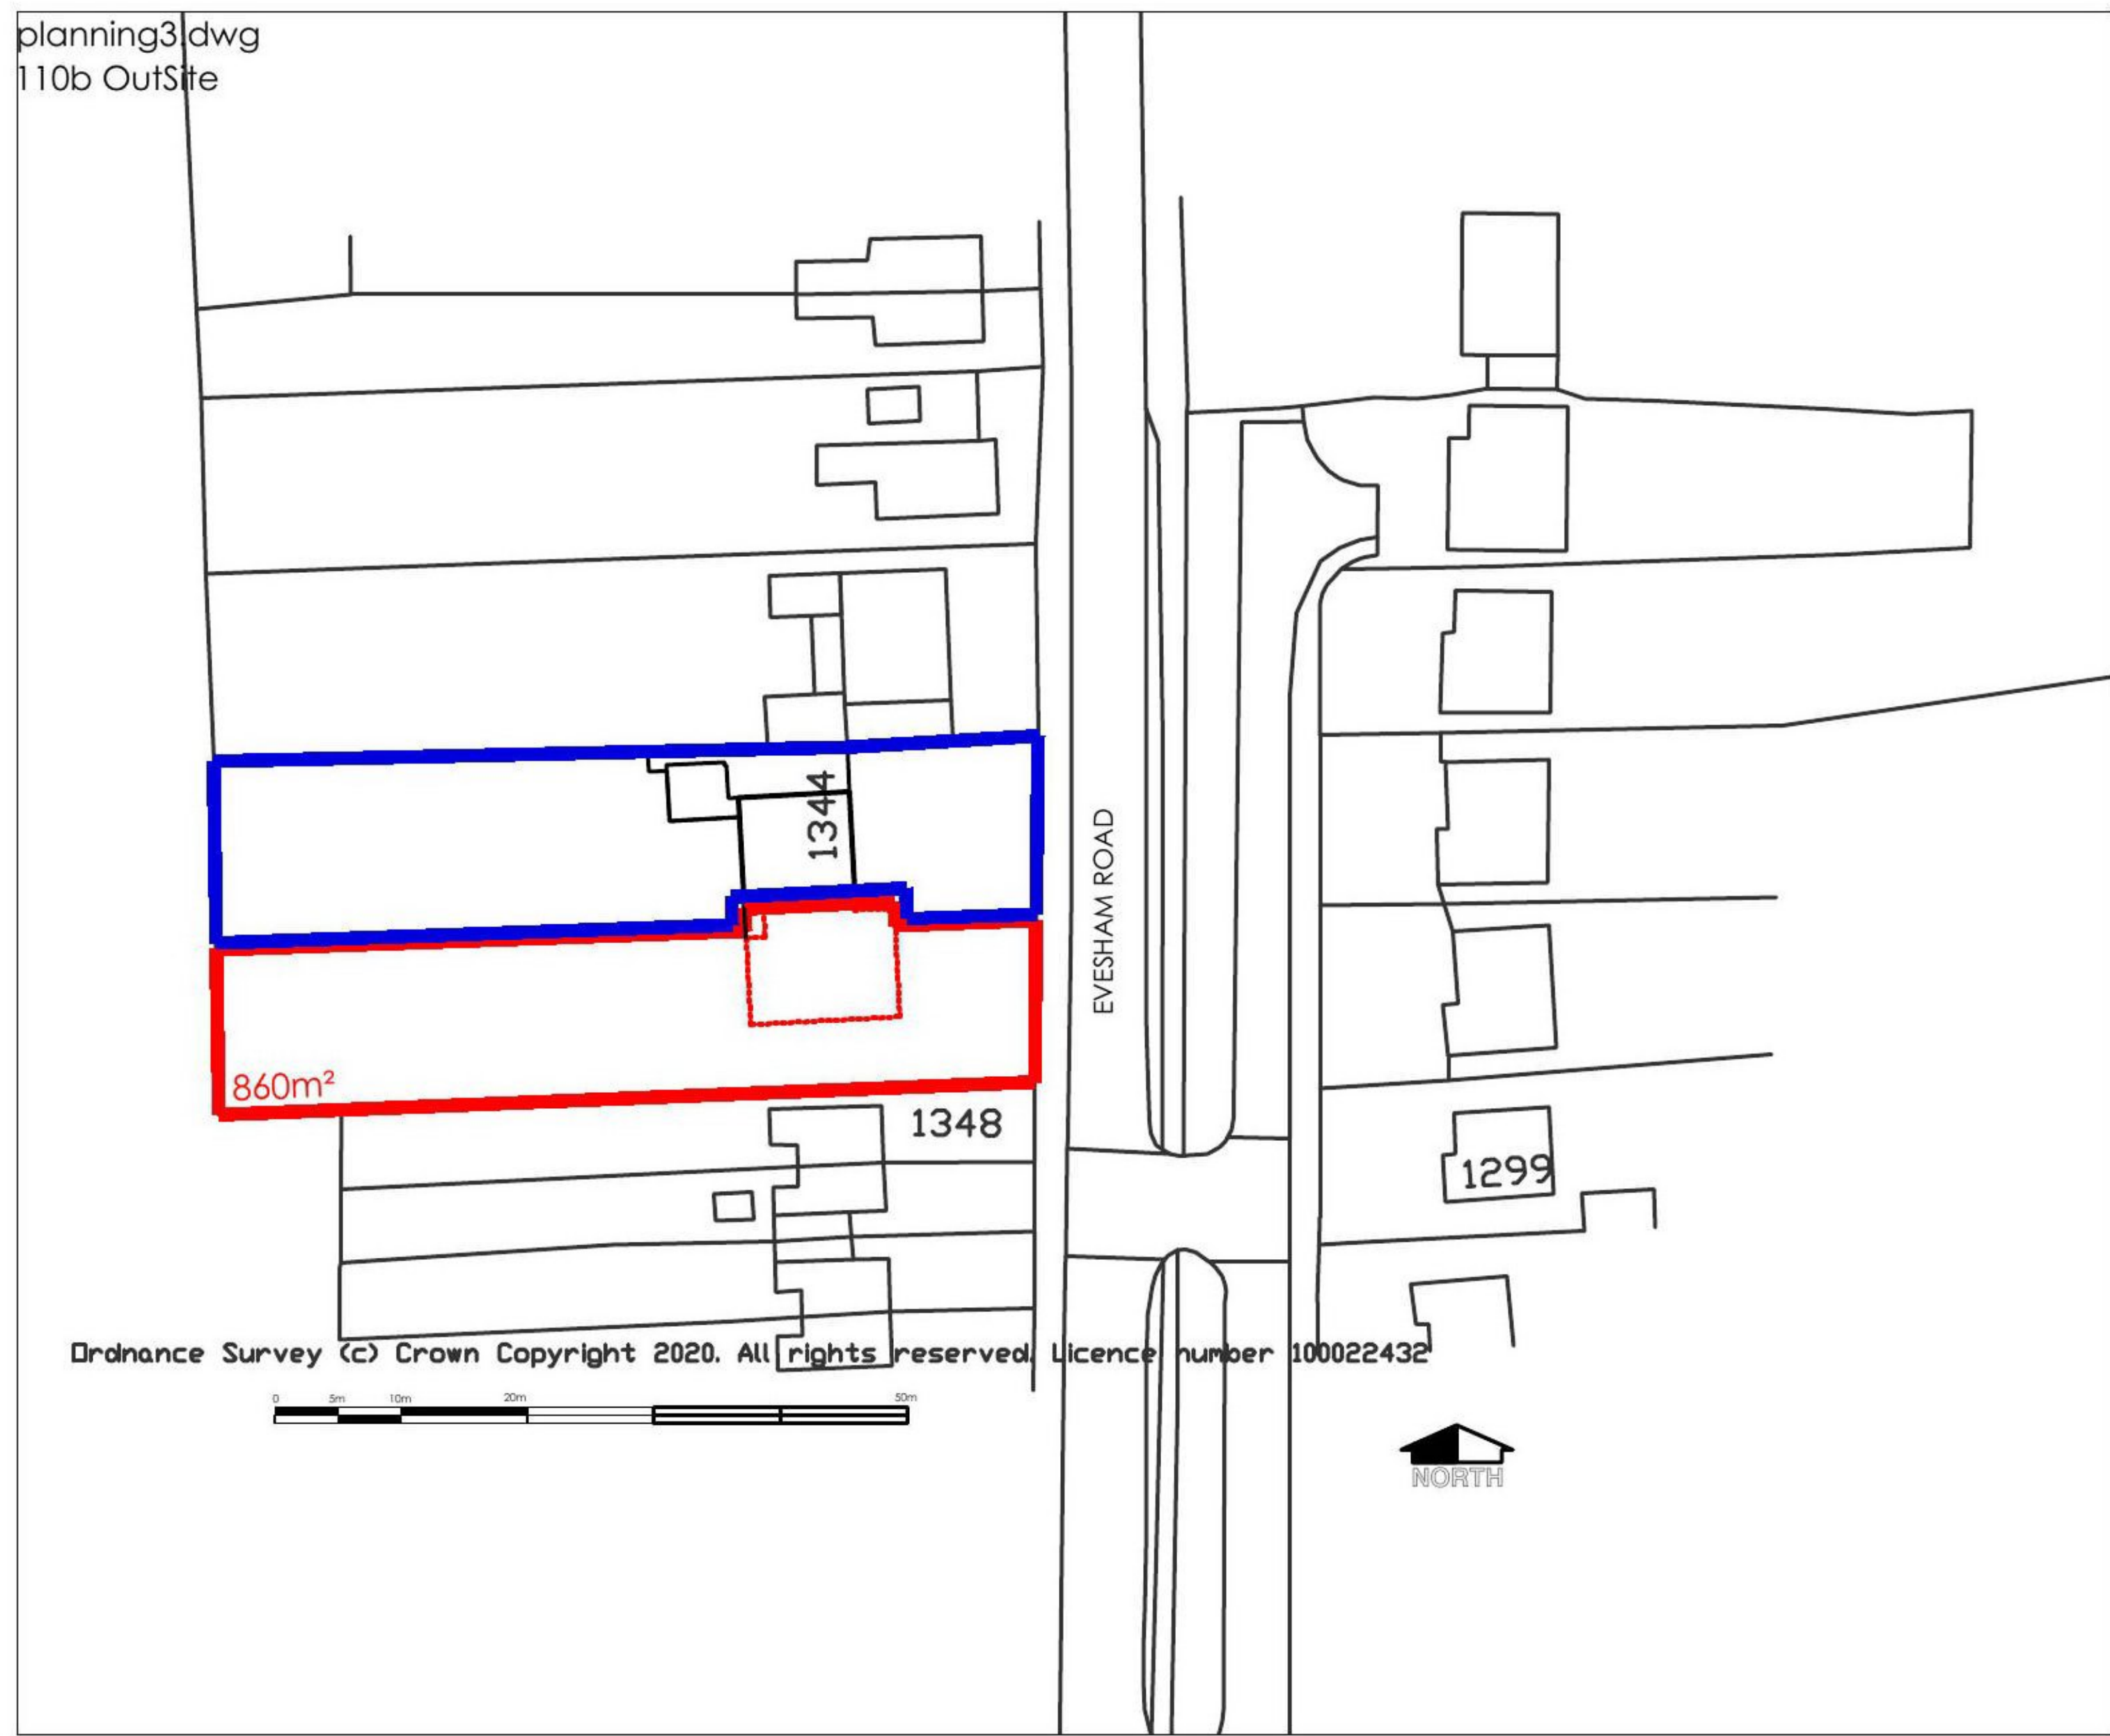 planning3.dwg
110b OutSite
1344
EVESHAM ROAD
860m²
1348
1299
Ordnance Survey (c) Crown Copyright 2020. All rights reserved. Licence number 100022432
0 5m 10m 20m 50m
NORTH